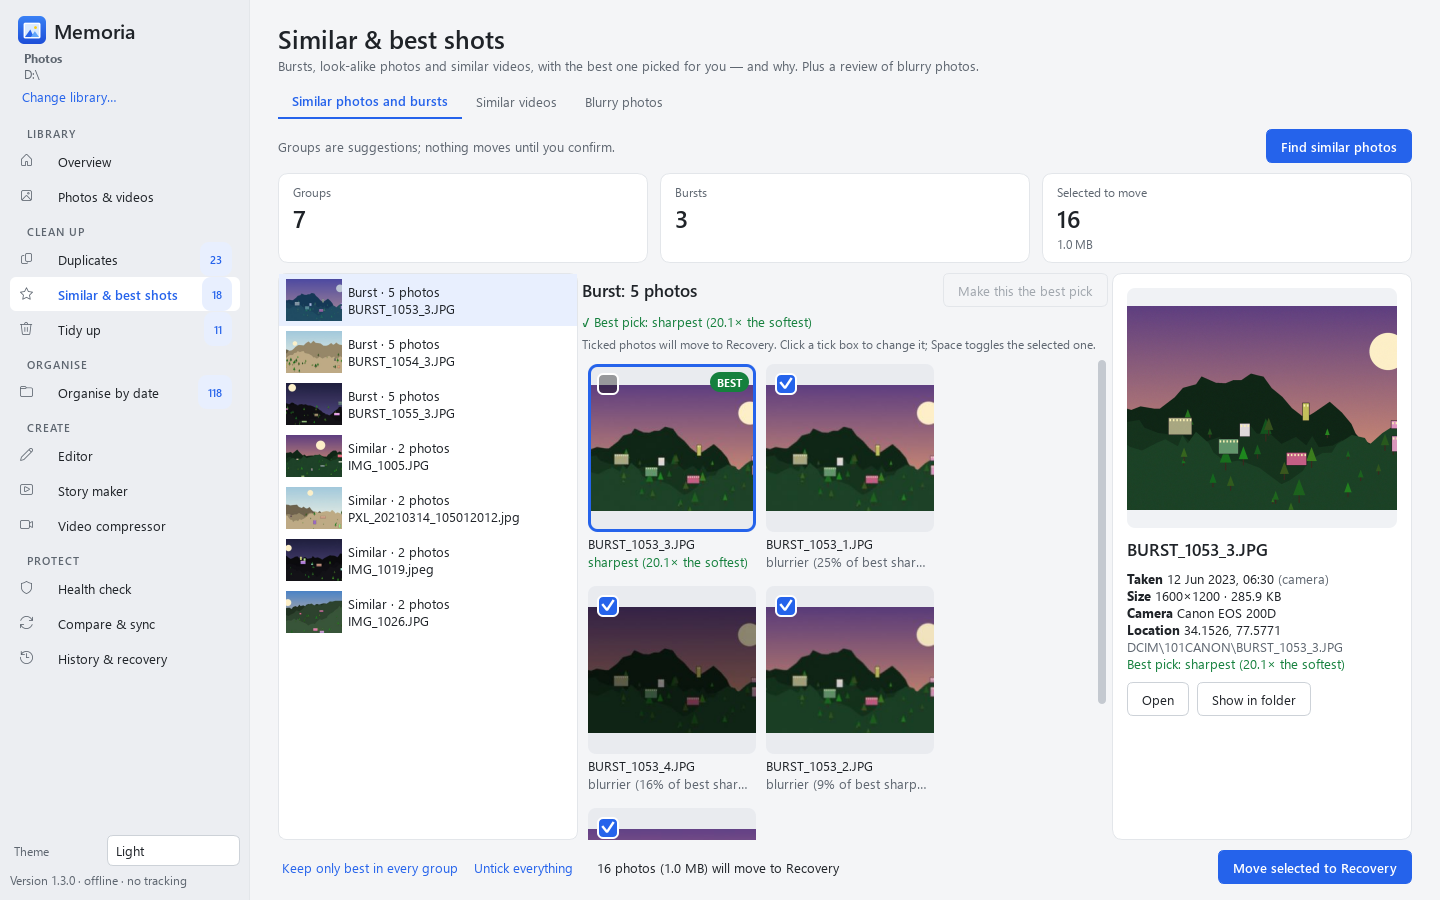 Memoria
Photos
D:\
Change library...
LIBRARY
Overview
Photos & videos
CLEAN UP
Duplicates 23
Similar & best shots 18
Tidy up 11
ORGANISE
Organise by date 118
CREATE
Editor
Story maker
Video compressor
PROTECT
Health check
Compare & sync
History & recovery
Theme Light
Version 1.3.0 · offline · no tracking
Similar & best shots
Bursts, look-alike photos and similar videos, with the best one picked for you — and why. Plus a review of blurry photos.
Similar photos and bursts Similar videos Blurry photos
Groups are suggestions; nothing moves until you confirm.
Find similar photos
Groups
7
Bursts
3
Selected to move
16
1.0 MB
Burst · 5 photos
BURST_1053_3.JPG
Burst · 5 photos
BURST_1054_3.JPG
Burst · 5 photos
BURST_1055_3.JPG
Similar · 2 photos
IMG_1005.JPG
Similar · 2 photos
PXL_20210314_105012012.jpg
Similar · 2 photos
IMG_1019.jpeg
Similar · 2 photos
IMG_1026.JPG
Burst: 5 photos
Make this the best pick
✓ Best pick: sharpest (20.1× the softest)
Ticked photos will move to Recovery. Click a tick box to change it; Space toggles the selected one.
BEST
BURST_1053_3.JPG
sharpest (20.1× the softest)
BURST_1053_1.JPG
blurrier (25% of best shar...
BURST_1053_4.JPG
blurrier (16% of best shar...
BURST_1053_2.JPG
blurrier (9% of best sharp...
BURST_1053_3.JPG
Taken 12 Jun 2023, 06:30 (camera)
Size 1600×1200 · 285.9 KB
Camera Canon EOS 200D
Location 34.1526, 77.5771
DCIM\101CANON\BURST_1053_3.JPG
Best pick: sharpest (20.1× the softest)
Open Show in folder
Keep only best in every group Untick everything 16 photos (1.0 MB) will move to Recovery
Move selected to Recovery